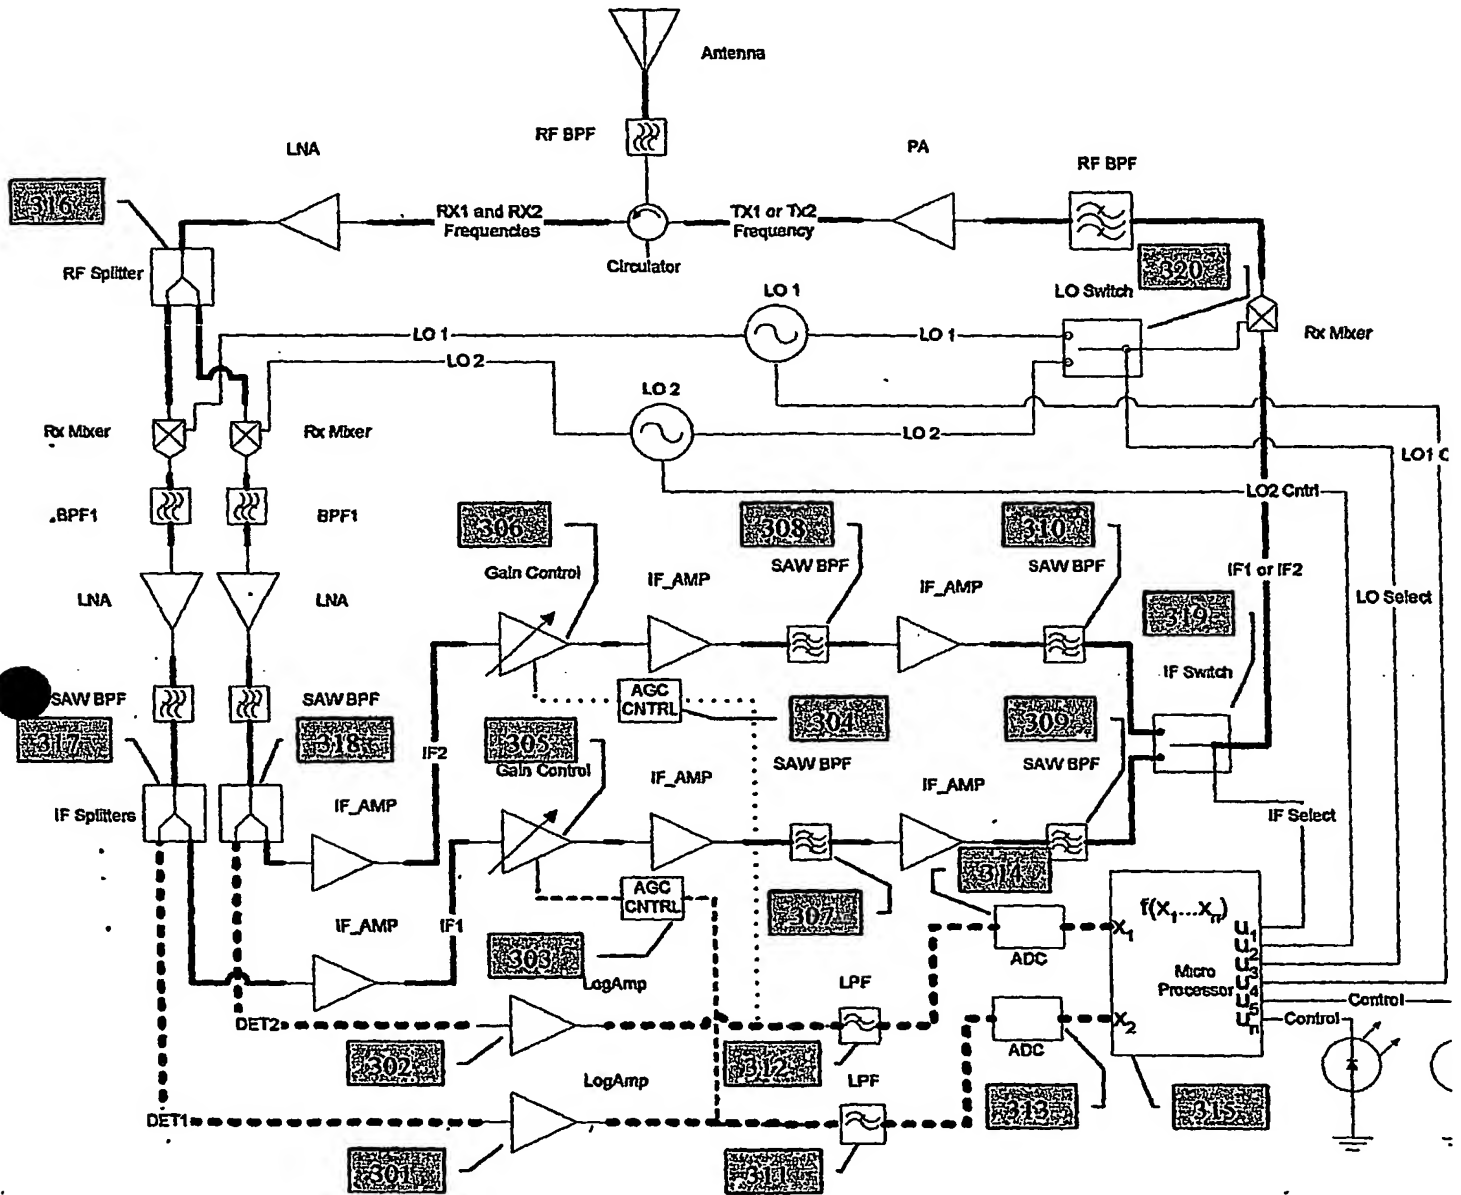 Antenna
RF BPF
LNA
PA
RF BPF
316
RX1 and RX2
Frequencies
TX1 or Tx2
Frequency
Circulator
320
RF Splitter
LO 1
LO Switch
LO 1
LO 1
Rx Mixer
LO 2
LO 2
Rx Mixer
Rx Mixer
LO 2
LO1 C
LO2 Cntrl
BPF1
BPF1
306
308
310
Gain Control
IF_AMP
SAW BPF
IF_AMP
SAW BPF
IF1 or IF2
LO Select
LNA
LNA
319
IF Switch
SAW BPF
SAW BPF
AGC
CNTRL
304
309
317
318
305
IF2
Gain Control
IF_AMP
SAW BPF
IF_AMP
SAW BPF
IF Splitters
IF_AMP
IF Select
314
AGC
CNTRL
307
f(X1...Xn)
IF_AMP
IF1
303
ADC
X1
U1
U2
U3
U4
U5
Un
Micro
Processor
LogAmp
LPF
Control
Control
DET2
X2
302
312
ADC
LogAmp
LPF
313
315
DET1
301
311